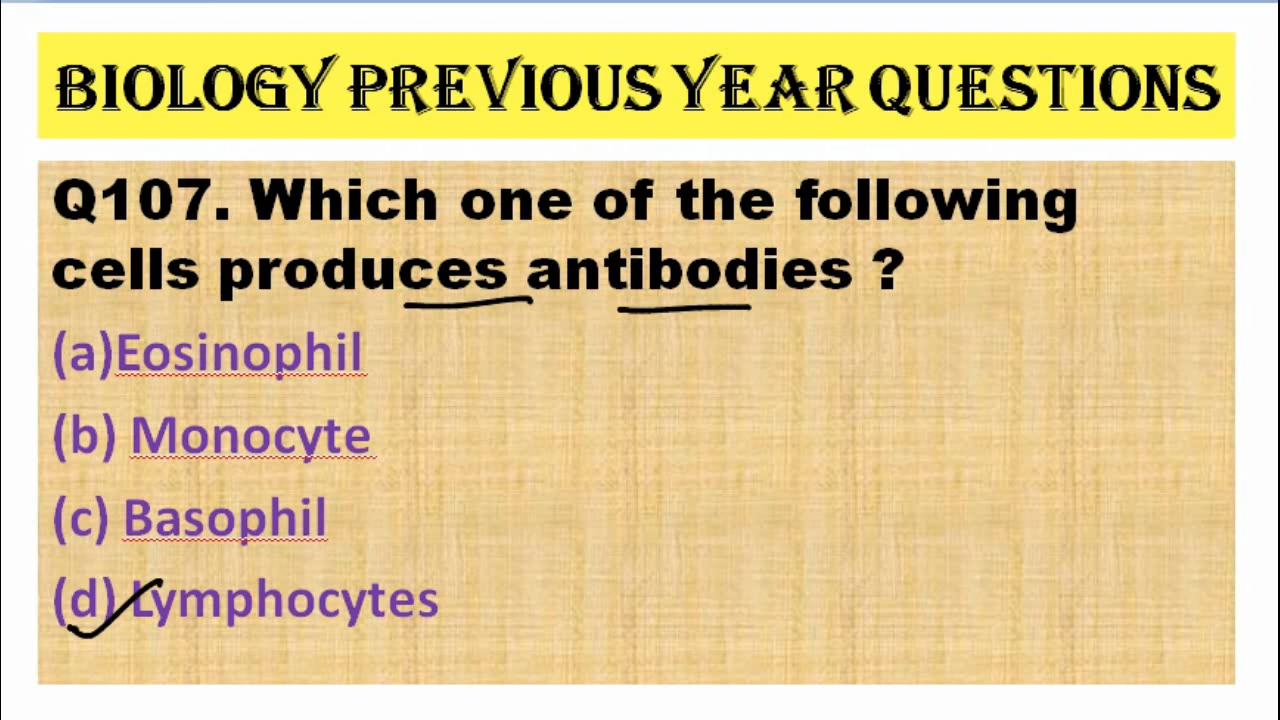 BIOLOGY PREVIOUS YEAR QUESTIONS
Q107. Which one of the following
cells produces antibodies ?
(a)Eosinophil
(b) Monocyte
(c) Basophil
(d) Lymphocytes